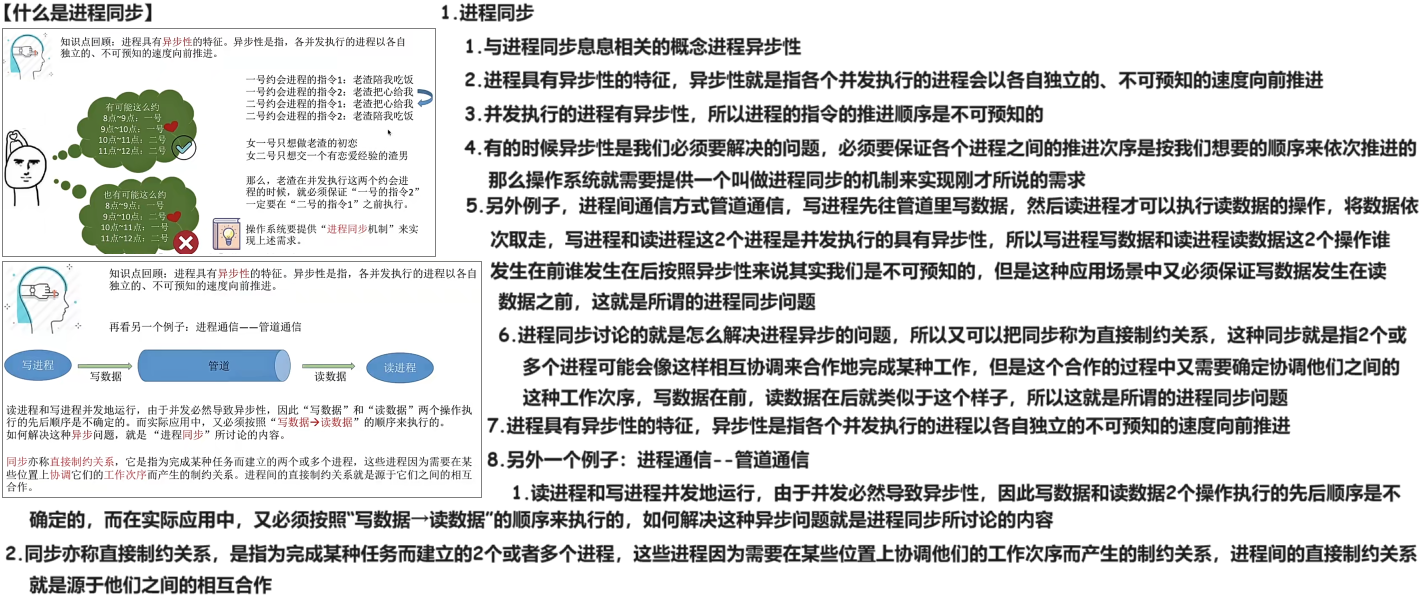 【什么是进程同步】
知识点回顾：进程具有异步性的特征。异步性是指，各并发执行的进程以各自
独立的、不可预知的速度向前推进。
有可能这么约
8点~9点：一号
9点~10点：一号
10点~11点：二号
11点~12点：二号
也有可能这么约
8点~9点：一号
9点~10点：二号
10点~11点：一号
11点~12点：二号
一号约会进程的指令1：老渣陪我吃饭
一号约会进程的指令2：老渣把心给我
二号约会进程的指令1：老渣把心给我
二号约会进程的指令2：老渣陪我吃饭
女一号只想做老渣的初恋
女二号只想交一个有恋爱经验的渣男
那么，老渣在并发执行这两个约会进
程的时候，就必须保证“一号的指令2”
一定要在“二号的指令1”之前执行。
操作系统要提供“进程同步机制”来实
现上述需求。
知识点回顾：进程具有异步性的特征。异步性是指，各并发执行的进程以各自
独立的、不可预知的速度向前推进。
再看另一个例子：进程通信——管道通信
写进程
写数据
管道
读数据
读进程
读进程和写进程并发地运行，由于并发必然导致异步性，因此“写数据”和“读数据”两个操作执
行的先后顺序是不确定的。而实际应用中，又必须按照“写数据→读数据”的顺序来执行的。
如何解决这种异步问题，就是“进程同步”所讨论的内容。
同步亦称直接制约关系，它是指为完成某种任务而建立的两个或多个进程，这些进程因为需要在某
些位置上协调它们的工作次序而产生的制约关系。进程间的直接制约关系就是源于它们之间的相互
合作。
1.进程同步
1.与进程同步息息相关的概念进程异步性
2.进程具有异步性的特征，异步性就是指各个并发执行的进程会以各自独立的、不可预知的速度向前推进
3.并发执行的进程有异步性，所以进程的指令的推进顺序是不可预知的
4.有的时候异步性是我们必须要解决的问题，必须要保证各个进程之间的推进次序是按我们想要的顺序来依次推进的
那么操作系统就需要提供一个叫做进程同步的机制来实现刚才所说的需求
5.另外例子，进程间通信方式管道通信，写进程先往管道里写数据，然后读进程才可以执行读数据的操作，将数据依
次取走，写进程和读进程这2个进程是并发执行的具有异步性，所以写进程写数据和读进程读数据这2个操作谁
发生在前谁发生在后按照异步性来说其实我们是不可预知的，但是这种应用场景中又必须保证写数据发生在读
数据之前，这就是所谓的进程同步问题
6.进程同步讨论的就是怎么解决进程异步的问题，所以又可以把同步称为直接制约关系，这种同步就是指2个或
多个进程可能会像这样相互协调来合作地完成某种工作，但是这个合作的过程中又需要确定协调他们之间的
这种工作次序，写数据在前，读数据在后就类似于这个样子，所以这就是所谓的进程同步问题
7.进程具有异步性的特征，异步性是指各个并发执行的进程以各自独立的不可预知的速度向前推进
8.另外一个例子：进程通信--管道通信
1.读进程和写进程并发地运行，由于并发必然导致异步性，因此写数据和读数据2个操作执行的先后顺序是不
确定的，而在实际应用中，又必须按照“写数据→读数据”的顺序来执行的，如何解决这种异步问题就是进程同步所讨论的内容
2.同步亦称直接制约关系，是指为完成某种任务而建立的2个或者多个进程，这些进程因为需要在某些位置上协调他们的工作次序而产生的制约关系，进程间的直接制约关系
就是源于他们之间的相互合作